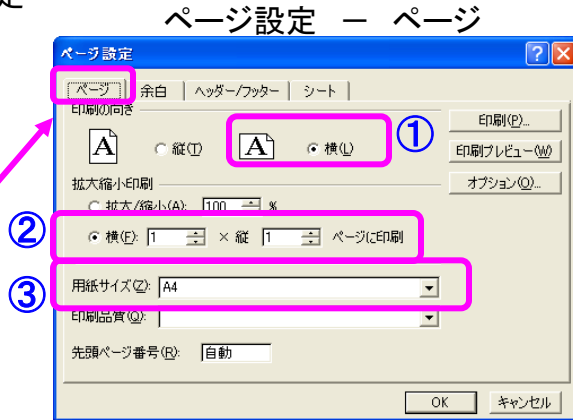 ページ設定 － ページ
ページ設定
ページ 余白 ヘッダー/フッター シート
印刷の向き
A 縦(T) A 横(L) ①
印刷(P)...
印刷プレビュー(W)
オプション(O)...
拡大縮小印刷
拡大/縮小(A): 100 %
② 横(F): 1 × 縦 1 ページに印刷
③ 用紙サイズ(Z): A4
印刷品質(Q):
先頭ページ番号(R): 自動
OK キャンセル